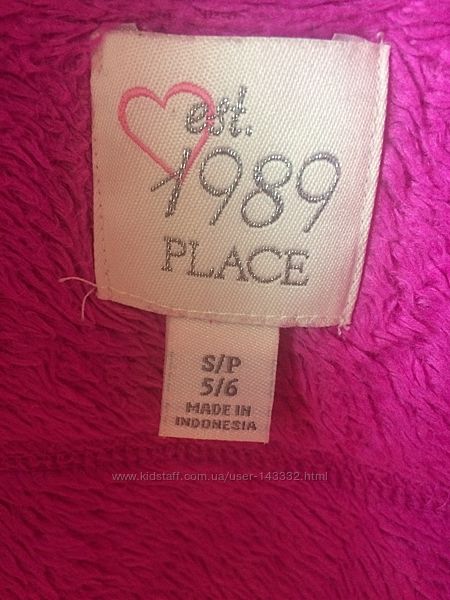 est.
1989
PLACE
S/P
5/6
MADE IN
INDONESIA
www.kidstaff.com.ua/user-143332.html